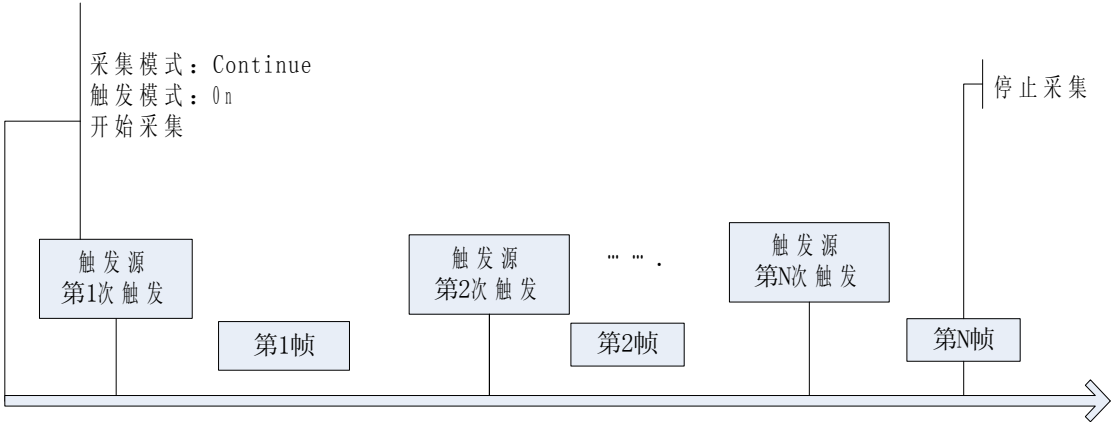 采集模式：Continue
触发模式：On
开始采集
停止采集
触发源
第1次触发
触发源
第2次触发
… … .
触发源
第N次触发
第1帧
第2帧
第N帧